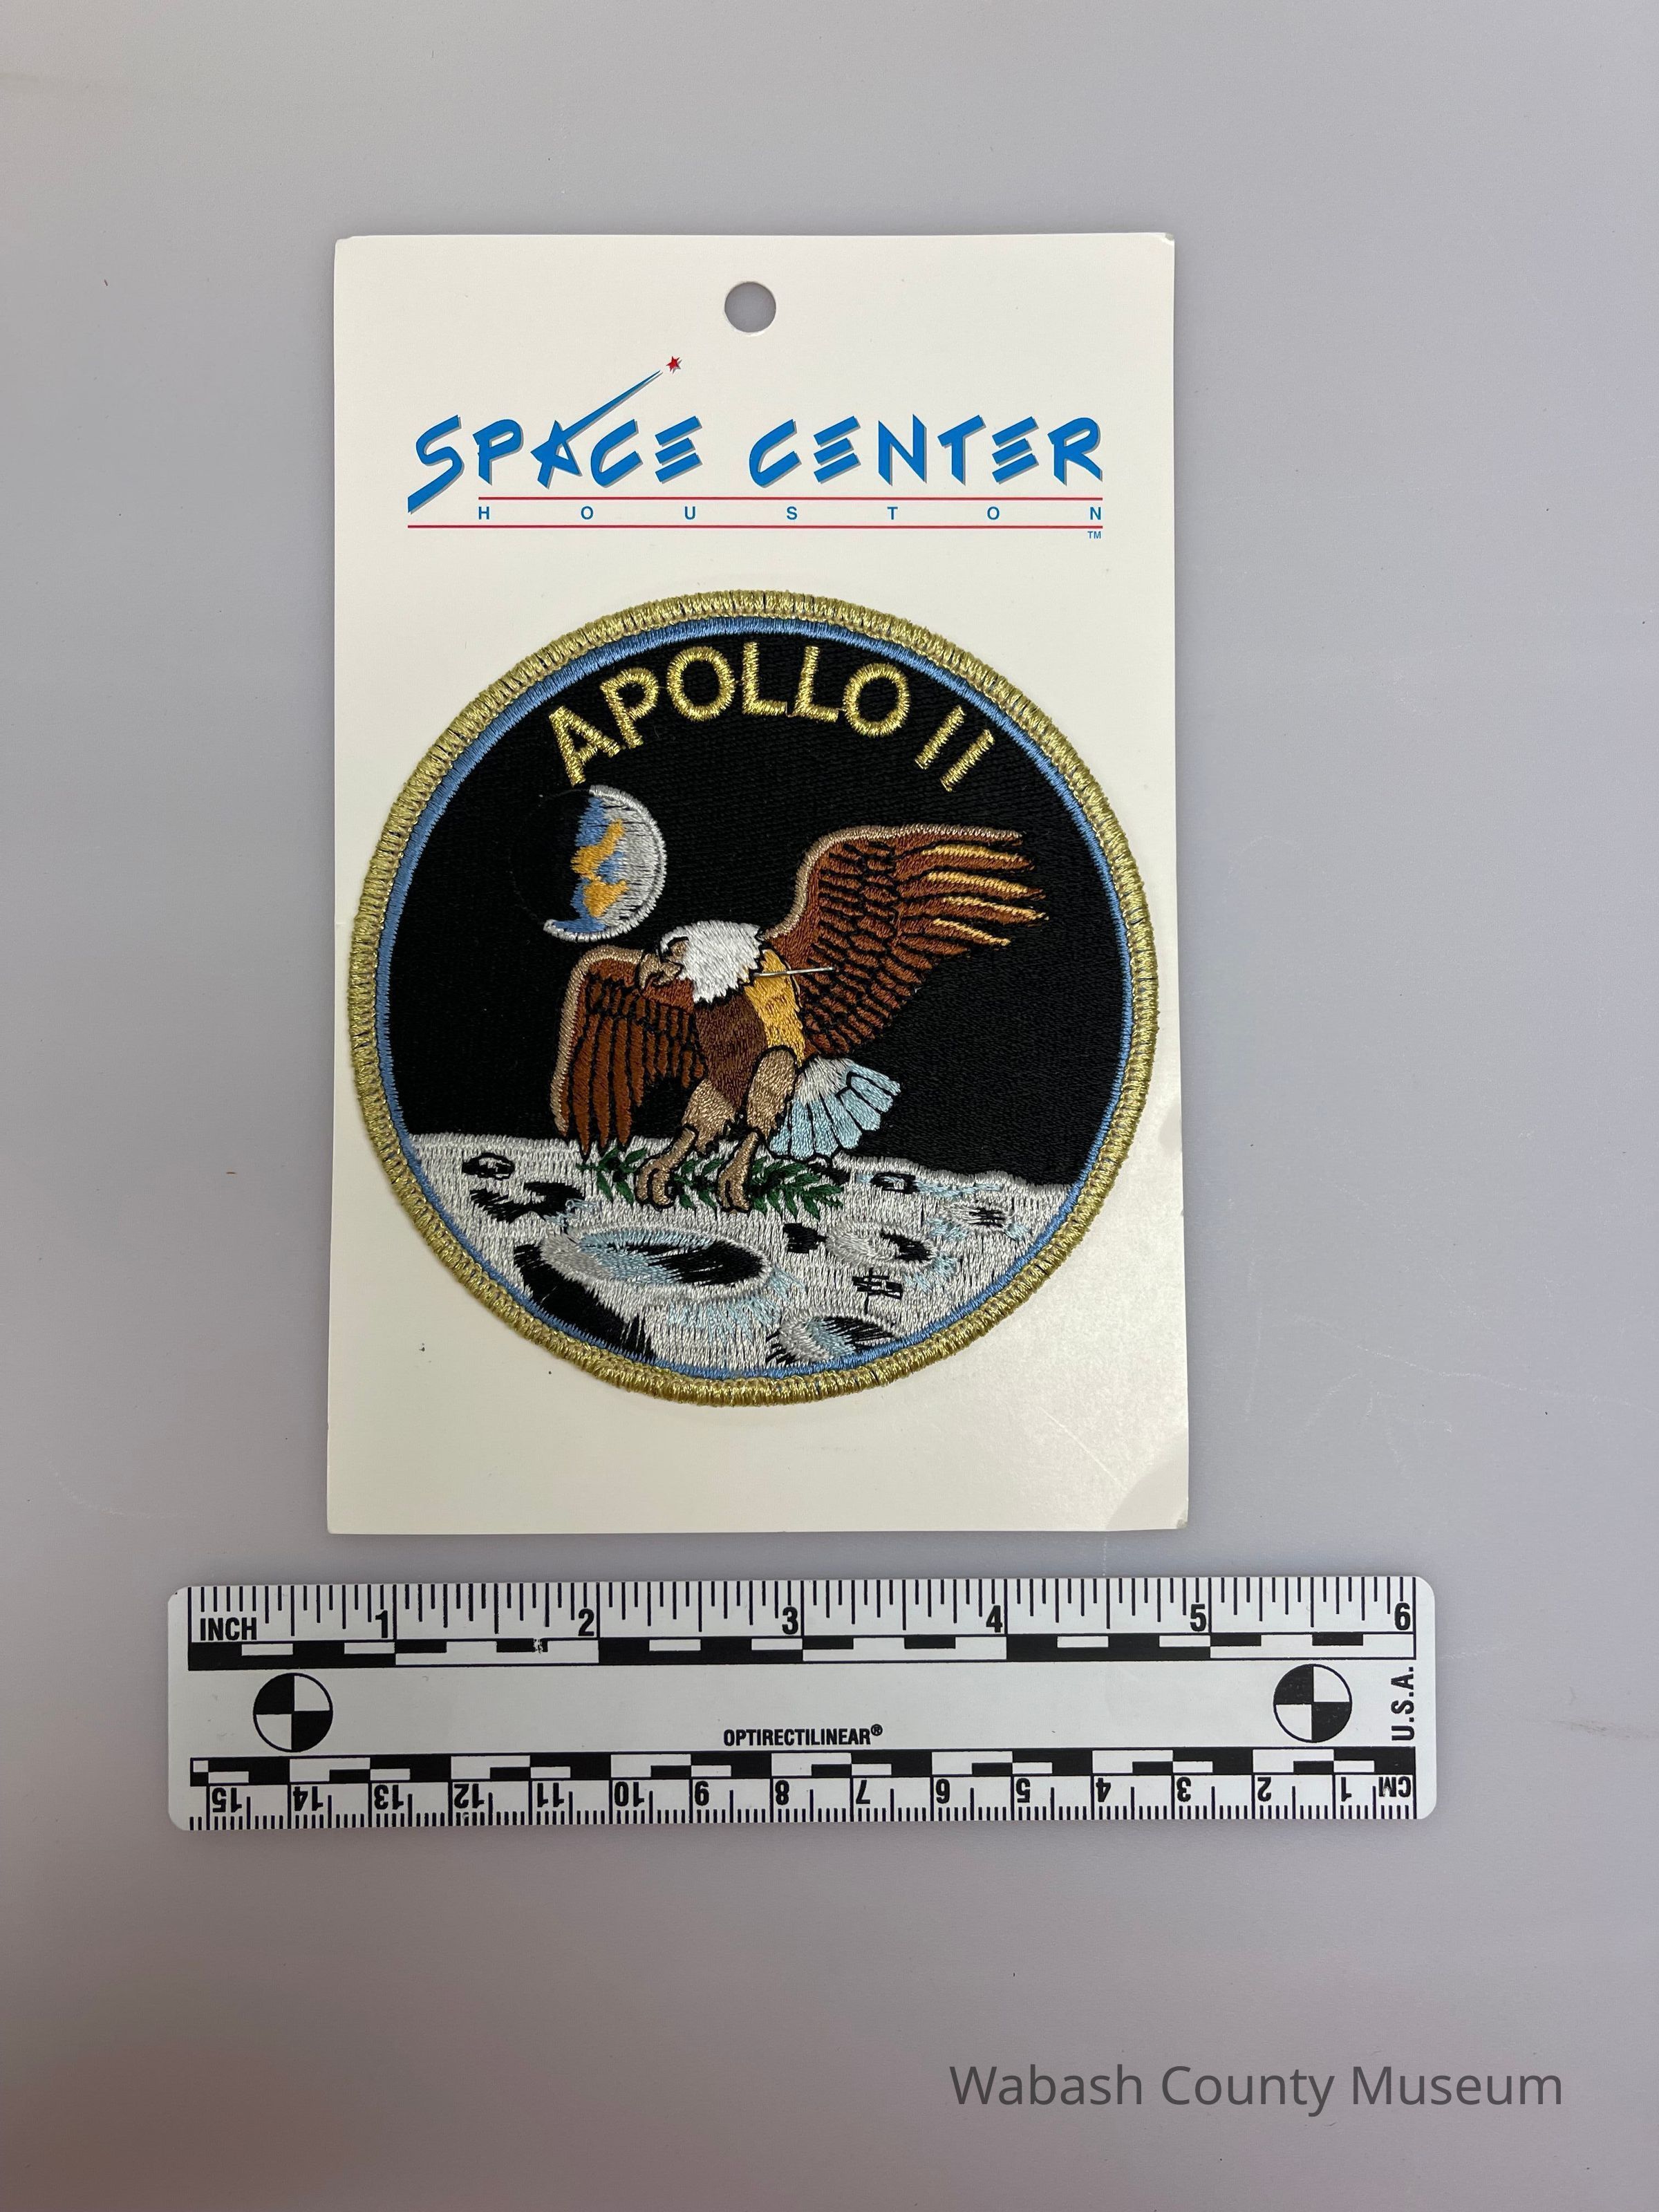 SPACE CENTER
HOUSTON
TM
APOLLO 11
INCH 1 2 3 4 5 6
U.S.A.
OPTIRECTILINEAR®
15 14 13 12 11 10 9 8 7 6 5 4 3 2 1 CM
Wabash County Museum